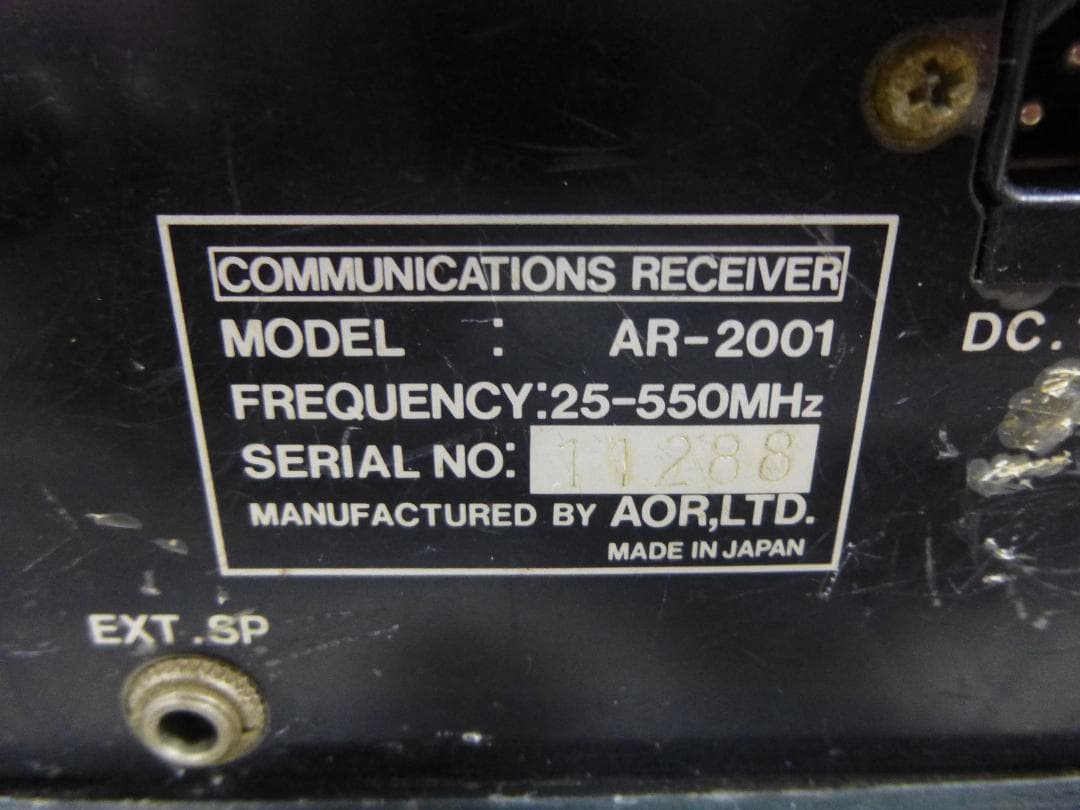 COMMUNICATIONS RECEIVER
MODEL : AR-2001
FREQUENCY:25-550MHz
SERIAL NO: 11288
MANUFACTURED BY AOR,LTD.
MADE IN JAPAN
DC.
EXT.SP